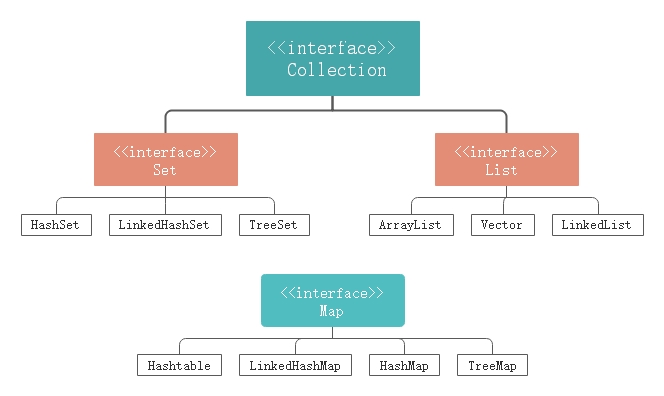 <<interface>>
Collection
<<interface>>
Set
<<interface>>
List
HashSet
LinkedHashSet
TreeSet
ArrayList
Vector
LinkedList
<<interface>>
Map
Hashtable
LinkedHashMap
HashMap
TreeMap